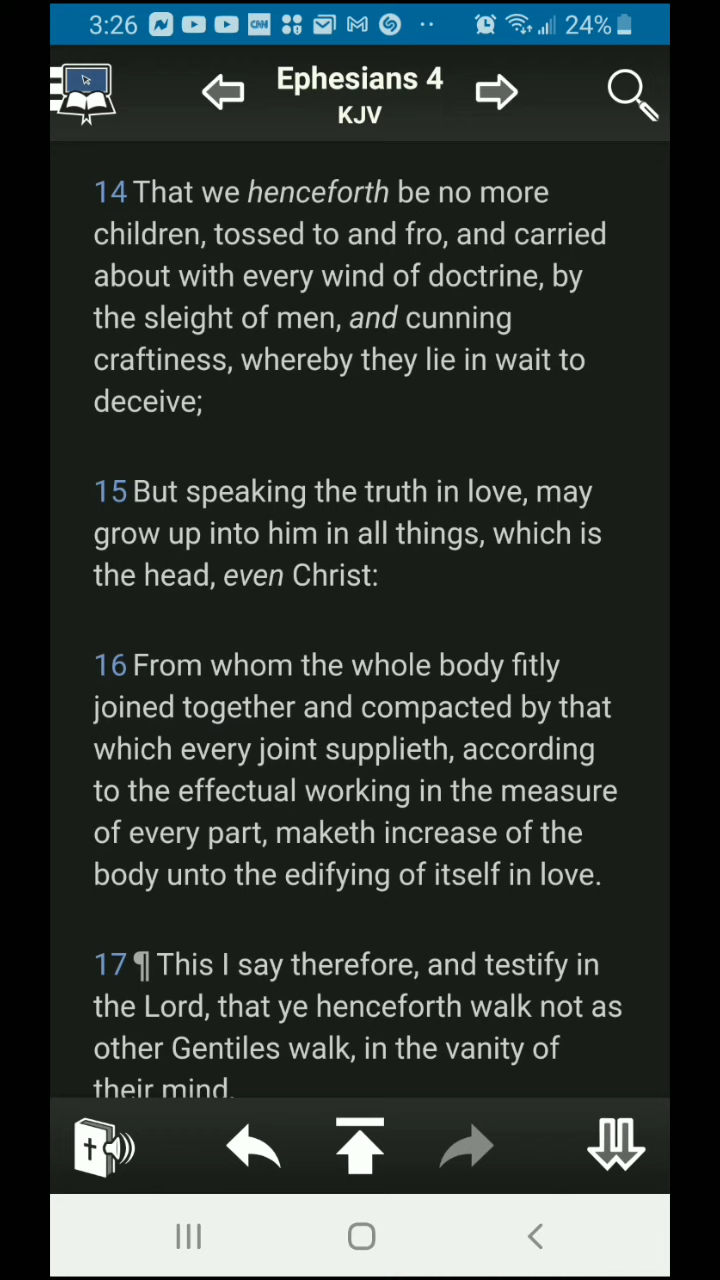 3:26 CNN 24%
Ephesians 4
KJV
14 That we henceforth be no more
children, tossed to and fro, and carried
about with every wind of doctrine, by
the sleight of men, and cunning
craftiness, whereby they lie in wait to
deceive;
15 But speaking the truth in love, may
grow up into him in all things, which is
the head, even Christ:
16 From whom the whole body fitly
joined together and compacted by that
which every joint supplieth, according
to the effectual working in the measure
of every part, maketh increase of the
body unto the edifying of itself in love.
17 ¶ This I say therefore, and testify in
the Lord, that ye henceforth walk not as
other Gentiles walk, in the vanity of
their mind,